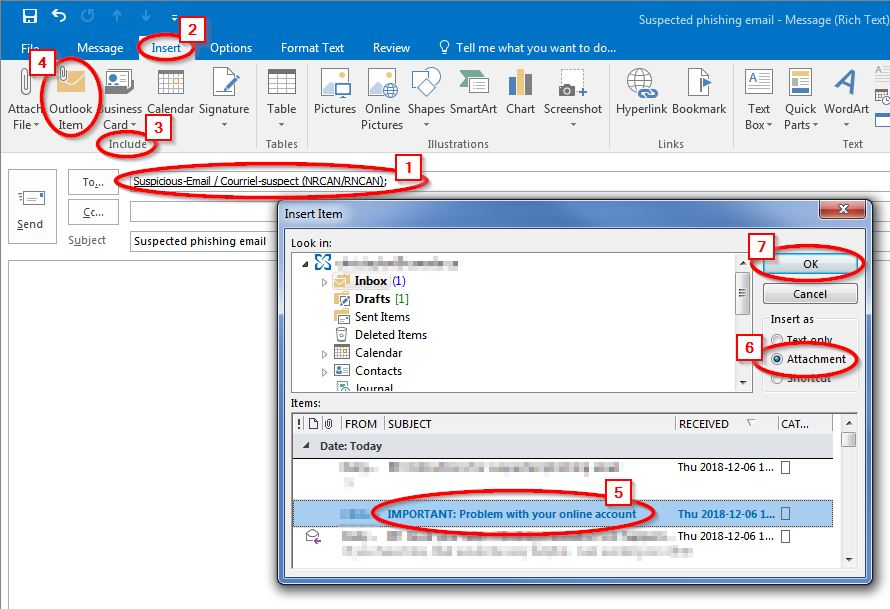 Suspected phishing email - Message (Rich Text)
2
File Message Insert Options Format Text Review Tell me what you want to do...
4
Attach File Outlook Item Business Card Calendar Signature Table Pictures Online Pictures Shapes SmartArt Chart Screenshot Hyperlink Bookmark Text Box Quick Parts WordArt
3
Include Tables Illustrations Links Text
1
To... Suspicious-Email / Courriel-suspect (NRCAN/RNCAN);
Send
Cc...
Subject Suspected phishing email
Insert Item
X
Look in:
7
OK
Inbox (1)
Cancel
Drafts [1]
Sent Items
Insert as
Deleted Items
Text only
6
Calendar
Attachment
Contacts
Shortcut
Journal
Items:
! FROM SUBJECT RECEIVED CAT...
Date: Today
Thu 2018-12-06 1...
5
IMPORTANT: Problem with your online account Thu 2018-12-06 1...
Thu 2018-12-06 1...